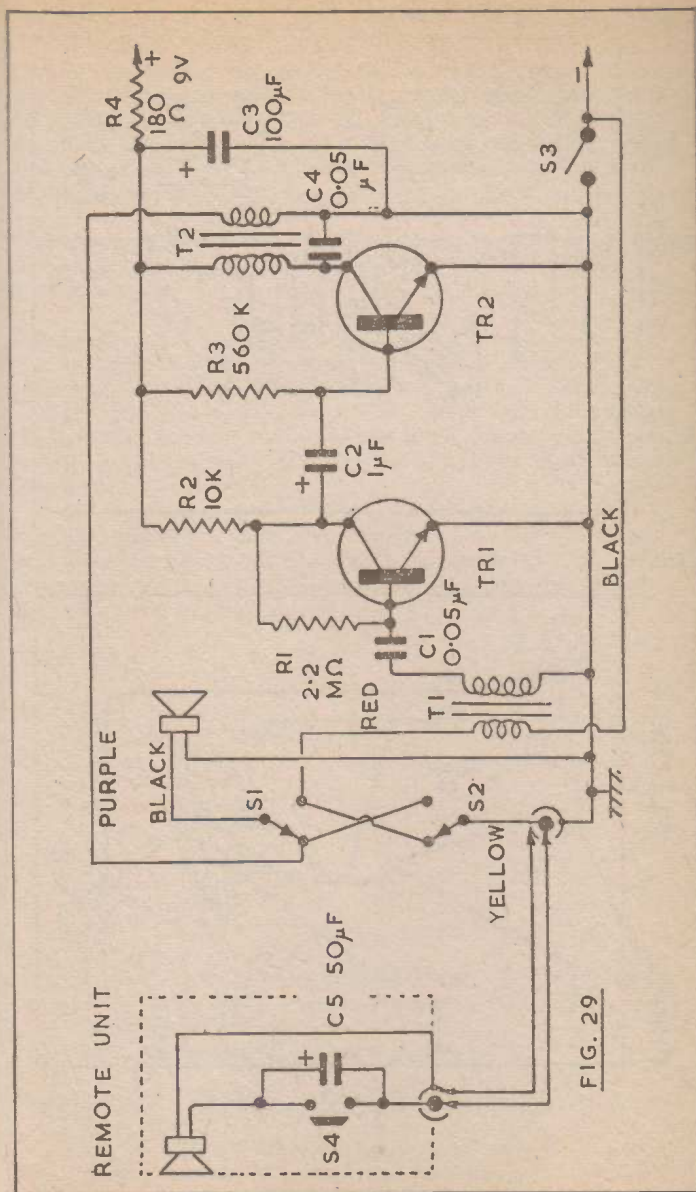 REMOTE UNIT
C5 50µF
+
S4
YELLOW
PURPLE
BLACK
S1
S2
RED
T1
R1
2·2
MΩ
C1
0·05µF
TR1
R2
10K
+
C2
1µF
R3
560K
TR2
T2
C4
0·05
µF
+
C3
100µF
R4
180
Ω
+
9V
BLACK
S3
–
FIG. 29